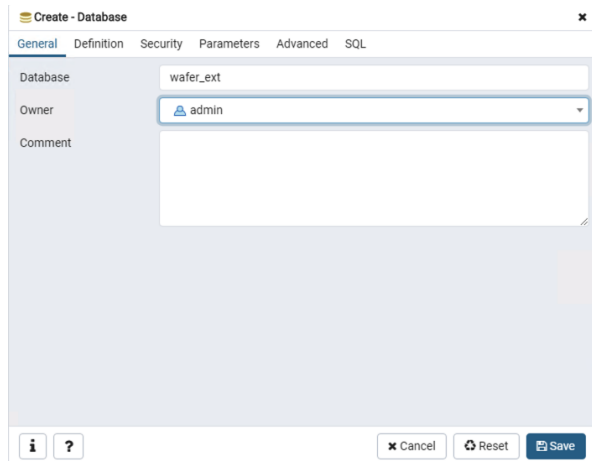 Create - Database
General Definition Security Parameters Advanced SQL
Database wafer_ext
Owner admin
Comment
i ? Cancel Reset Save